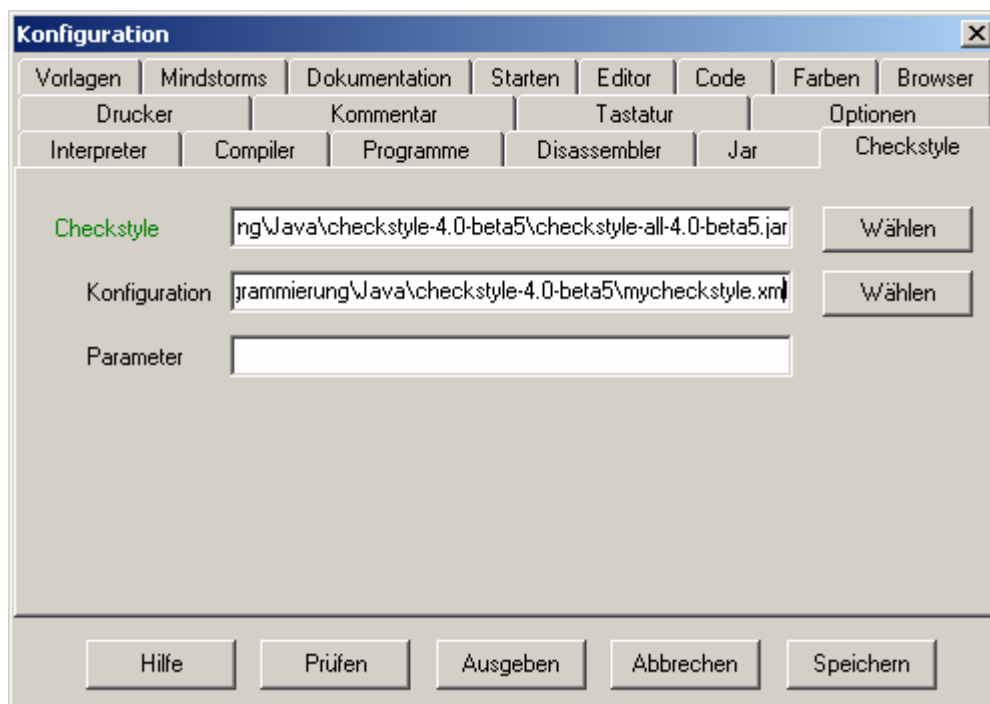 Konfiguration
Vorlagen Mindstorms Dokumentation Starten Editor Code Farben Browser
Drucker Kommentar Tastatur Optionen
Interpreter Compiler Programme Disassembler Jar Checkstyle
Checkstyle ng\Java\checkstyle-4.0-beta5\checkstyle-all-4.0-beta5.jar Wählen
Konfiguration grammierung\Java\checkstyle-4.0-beta5\mycheckstyle.xml Wählen
Parameter
Hilfe Prüfen Ausgeben Abbrechen Speichern